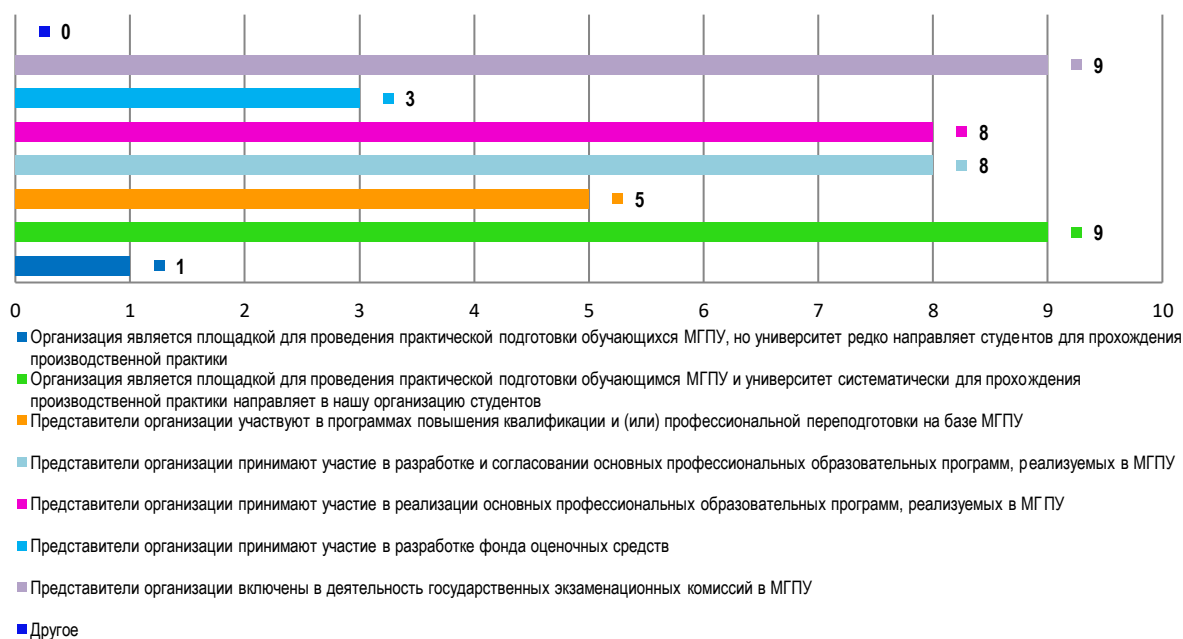 0
9
3
8
8
5
9
1
0 1 2 3 4 5 6 7 8 9 10
Организация является площадкой для проведения практической подготовки обучающихся МГПУ, но университет редко направляет студентов для прохождения
производственной практики
Организация является площадкой для проведения практической подготовки обучающимся МГПУ и университет систематически для прохождения
производственной практики направляет в нашу организацию студентов
Представители организации участвуют в программах повышения квалификации и (или) профессиональной переподготовки на базе МГПУ
Представители организации принимают участие в разработке и согласовании основных профессиональных образовательных программ, реализуемых в МГПУ
Представители организации принимают участие в реализации основных профессиональных образовательных программ, реализуемых в МГПУ
Представители организации принимают участие в разработке фонда оценочных средств
Представители организации включены в деятельность государственных экзаменационных комиссий в МГПУ
Другое